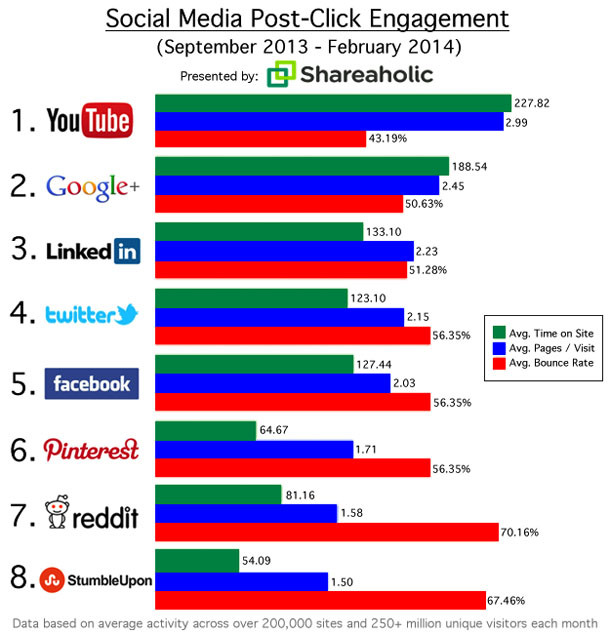 Social Media Post-Click Engagement
(September 2013 - February 2014)
Presented by: Shareaholic
227.82
1. YouTube 2.99
43.19%
188.54
2. Google+ 2.45
50.63%
133.10
3. Linked in 2.23
51.28%
123.10
4. twitter 2.15
56.35%
Avg. Time on Site
Avg. Pages / Visit
Avg. Bounce Rate
127.44
5. facebook 2.03
56.35%
64.67
6. Pinterest 1.71
56.35%
81.16
7. reddit 1.58
70.16%
54.09
8. StumbleUpon 1.50
67.46%
Data based on average activity across over 200,000 sites and 250+ million unique visitors each month